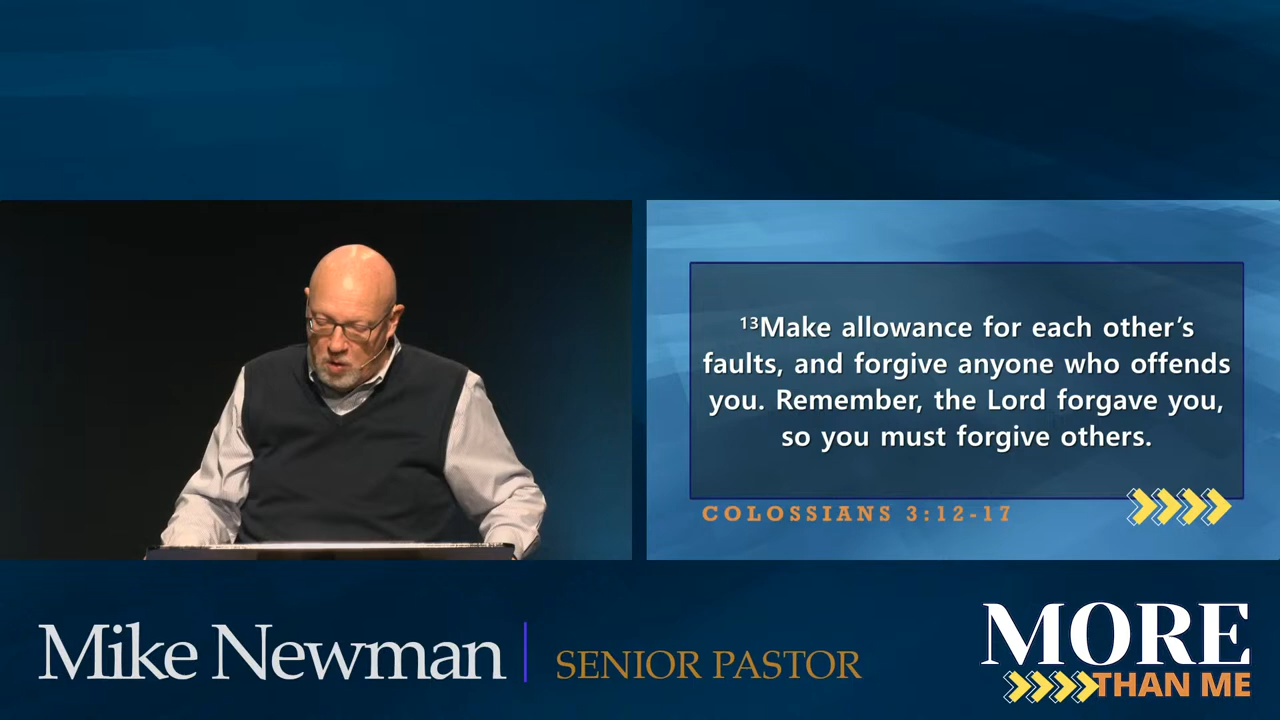 ¹³Make allowance for each other’s
faults, and forgive anyone who offends
you. Remember, the Lord forgave you,
so you must forgive others.
COLOSSIANS 3:12-17
Mike Newman
SENIOR PASTOR
MORE
THAN ME